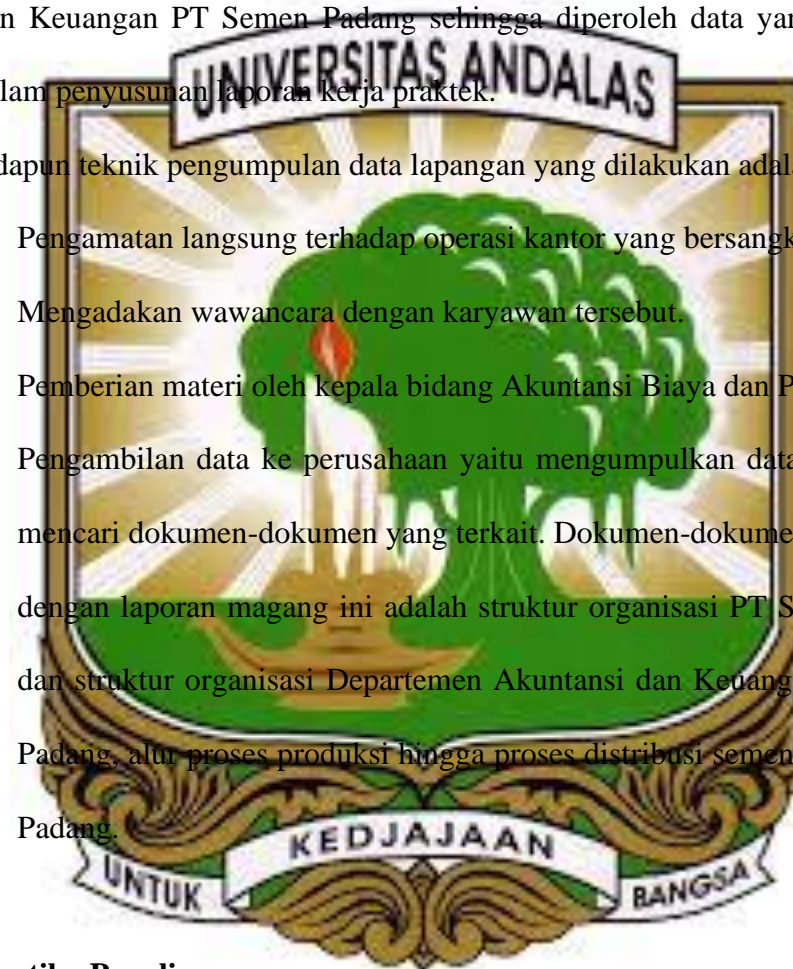 n Keuangan PT Semen Padang sehingga diperoleh data yan
lam penyusunan laporan kerja praktek.
dapun teknik pengumpulan data lapangan yang dilakukan adala
Pengamatan langsung terhadap operasi kantor yang bersangk
Mengadakan wawancara dengan karyawan tersebut.
Pemberian materi oleh kepala bidang Akuntansi Biaya dan P
Pengambilan data ke perusahaan yaitu mengumpulkan data
mencari dokumen-dokumen yang terkait. Dokumen-dokume
dengan laporan magang ini adalah struktur organisasi PT S
dan struktur organisasi Departemen Akuntansi dan Keuang
Padang, alur proses produksi hingga proses distribusi semen
Padang.
UNIVERSITAS ANDALAS
UNTUK KEDJAJAAN BANGSA